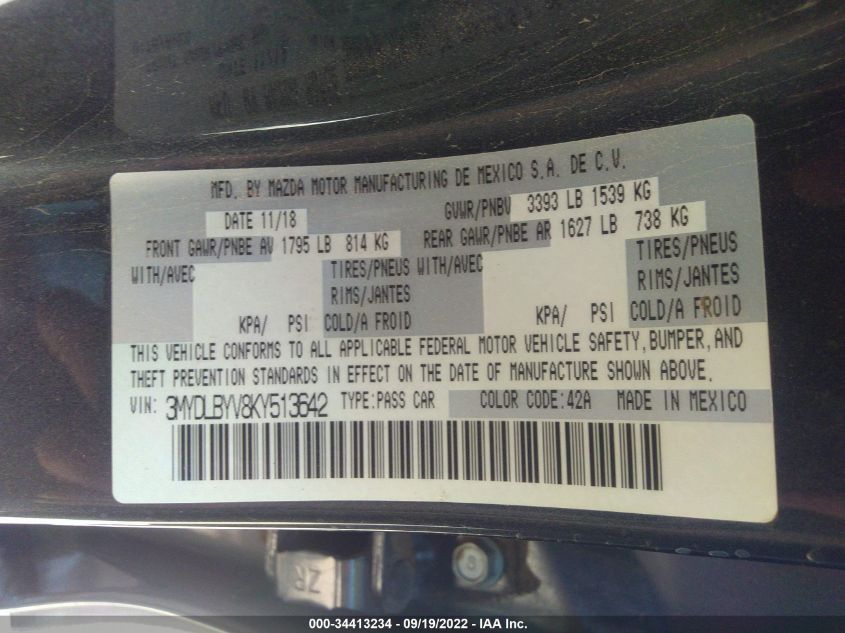 MFD. BY MAZDA MOTOR MANUFACTURING DE MEXICO S.A. DE C.V.
DATE 11/18 GVWR/PNBV 3393 LB 1539 KG
FRONT GAWR/PNBE AV 1795 LB 814 KG REAR GAWR/PNBE AR 1627 LB 738 KG
WITH/AVEC TIRES/PNEUS WITH/AVEC TIRES/PNEUS
RIMS/JANTES RIMS/JANTES
KPA/ PSI COLD/A FROID KPA/ PSI COLD/A FROID
THIS VEHICLE CONFORMS TO ALL APPLICABLE FEDERAL MOTOR VEHICLE SAFETY, BUMPER, AND
THEFT PREVENTION STANDARDS IN EFFECT ON THE DATE OF MANUFACTURE SHOWN ABOVE.
VIN: 3MYDLBYV8KY513642 TYPE:PASS CAR COLOR CODE:42A MADE IN MEXICO
ZR
8
000-34413234 - 09/19/2022 - IAA Inc.